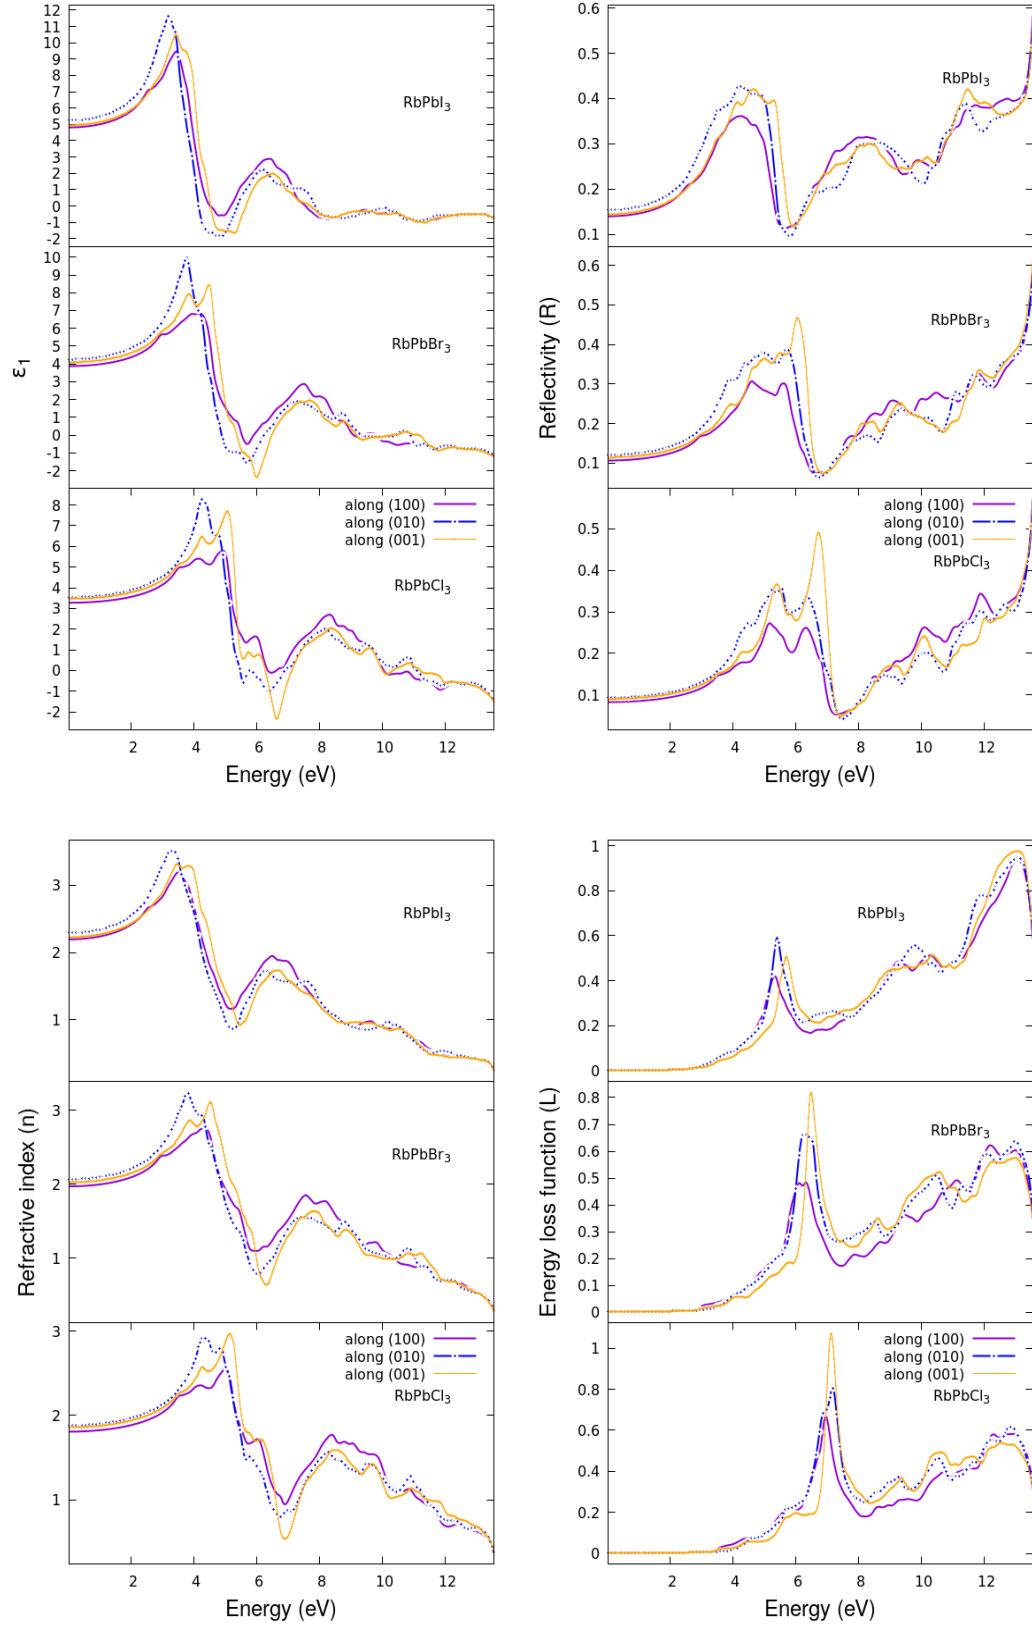 12
11
10
9
8
7
6
5
4
3
2
1
0
-1
-2
RbPbI₃
10
9
8
7
6
5
4
3
2
1
0
-1
-2
ε₁
RbPbBr₃
8
7
6
5
4
3
2
1
0
-1
-2
along (100)
along (010)
along (001)
RbPbCl₃
2 4 6 8 10 12
Energy (eV)
0.6
0.5
0.4
0.3
0.2
0.1
RbPbI₃
0.6
0.5
0.4
0.3
0.2
0.1
Reflectivity (R)
RbPbBr₃
0.5
0.4
0.3
0.2
0.1
along (100)
along (010)
along (001)
RbPbCl₃
2 4 6 8 10 12
Energy (eV)
3
2
1
RbPbI₃
3
2
1
Refractive index (n)
RbPbBr₃
3
2
1
along (100)
along (010)
along (001)
RbPbCl₃
2 4 6 8 10 12
Energy (eV)
1
0.8
0.6
0.4
0.2
0
RbPbI₃
0.8
0.7
0.6
0.5
0.4
0.3
0.2
0.1
0
Energy loss function (L)
RbPbBr₃
1
0.8
0.6
0.4
0.2
0
along (100)
along (010)
along (001)
RbPbCl₃
2 4 6 8 10 12
Energy (eV)